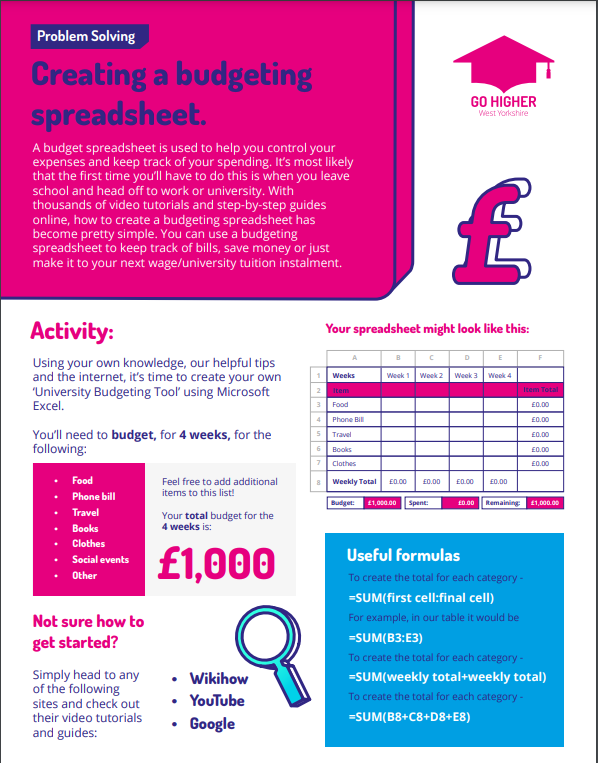 Problem Solving
Creating a budgeting
spreadsheet.
A budget spreadsheet is used to help you control your
expenses and keep track of your spending. It's most likely
that the first time you'll have to do this is when you leave
school and head off to work or university. With
thousands of video tutorials and step-by-step guides
online, how to create a budgeting spreadsheet has
become pretty simple. You can use a budgeting
spreadsheet to keep track of bills, save money or just
make it to your next wage/university tuition instalment.
GO HIGHER
West Yorkshire
£
Activity:
Using your own knowledge, our helpful tips
and the internet, it's time to create your own
'University Budgeting Tool' using Microsoft
Excel.
You'll need to budget, for 4 weeks, for the
following:
• Food
• Phone bill
• Travel
• Books
• Clothes
• Social events
• Other
Feel free to add additional
items to this list!
Your total budget for the
4 weeks is:
£1,000
Not sure how to
get started?
Simply head to any
of the following
sites and check out
their video tutorials
and guides:
• Wikihow
• YouTube
• Google
Your spreadsheet might look like this:
A B C D E F
1 Weeks Week 1 Week 2 Week 3 Week 4
2 Item Item Total
3 Food £0.00
4 Phone Bill £0.00
5 Travel £0.00
6 Books £0.00
7 Clothes £0.00
8 Weekly Total £0.00 £0.00 £0.00 £0.00
Budget: £1,000.00 Spent: £0.00 Remaining: £1,000.00
Useful formulas
To create the total for each category -
=SUM(first cell:final cell)
For example, in our table it would be
=SUM(B3:E3)
To create the total for each category -
=SUM(weekly total+weekly total)
To create the total for each category -
=SUM(B8+C8+D8+E8)